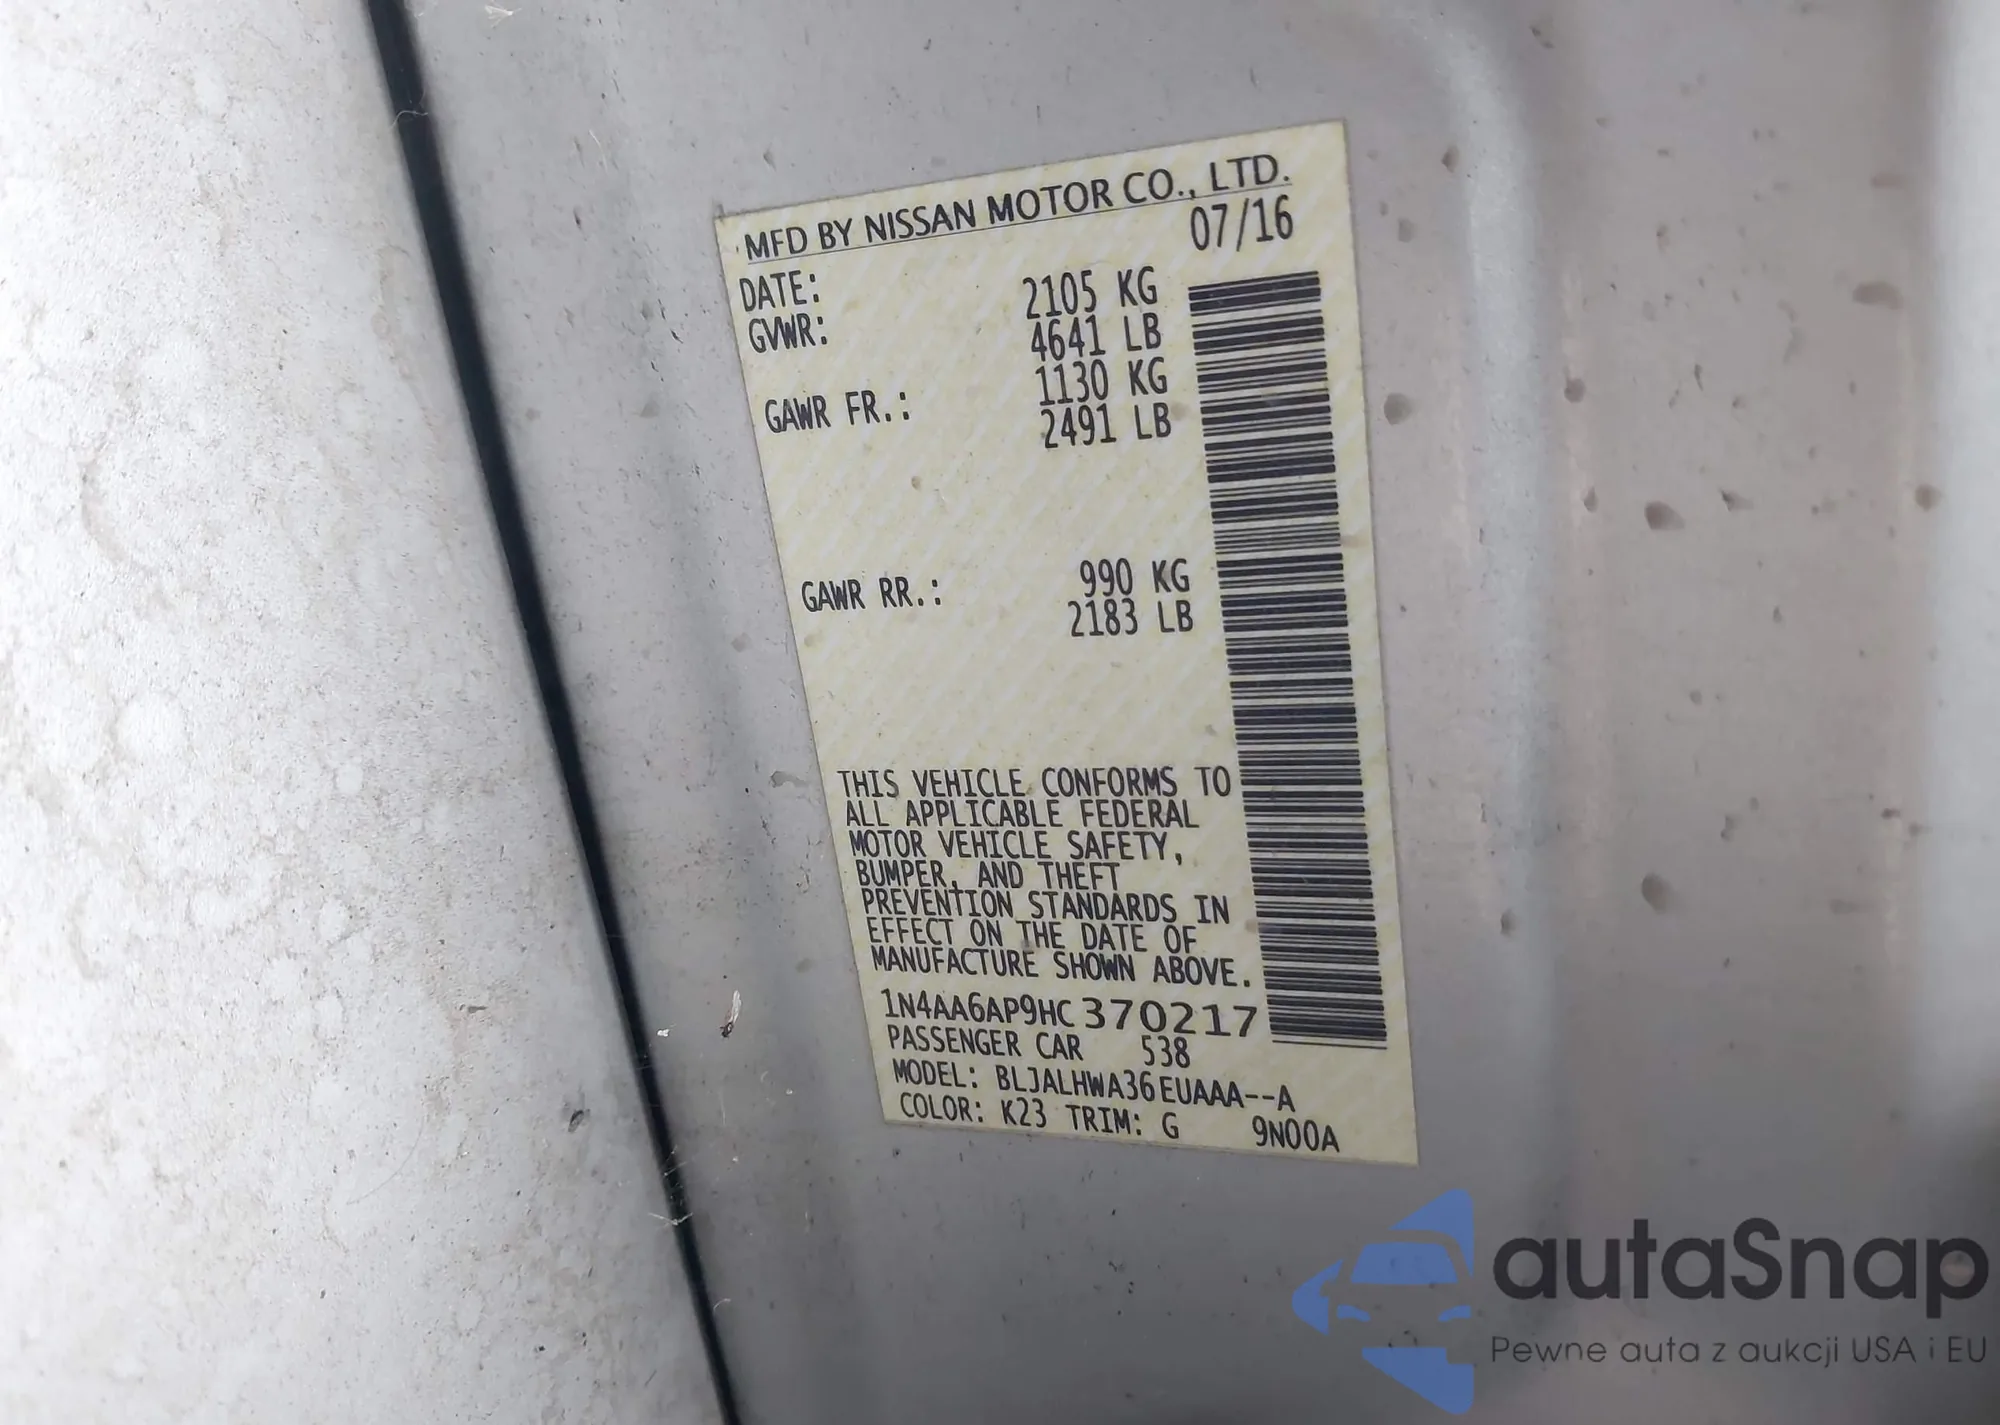 MFD BY NISSAN MOTOR CO., LTD.
DATE: 07/16
GVWR: 2105 KG
4641 LB
GAWR FR.: 1130 KG
2491 LB
GAWR RR.: 990 KG
2183 LB
THIS VEHICLE CONFORMS TO
ALL APPLICABLE FEDERAL
MOTOR VEHICLE SAFETY,
BUMPER, AND THEFT
PREVENTION STANDARDS IN
EFFECT ON THE DATE OF
MANUFACTURE SHOWN ABOVE.
1N4AA6AP9HC370217
PASSENGER CAR 538
MODEL: BLJALHWA36EUAAA--A
COLOR: K23 TRIM: G 9N00A
autaSnap
Pewne auta z aukcji USA i EU